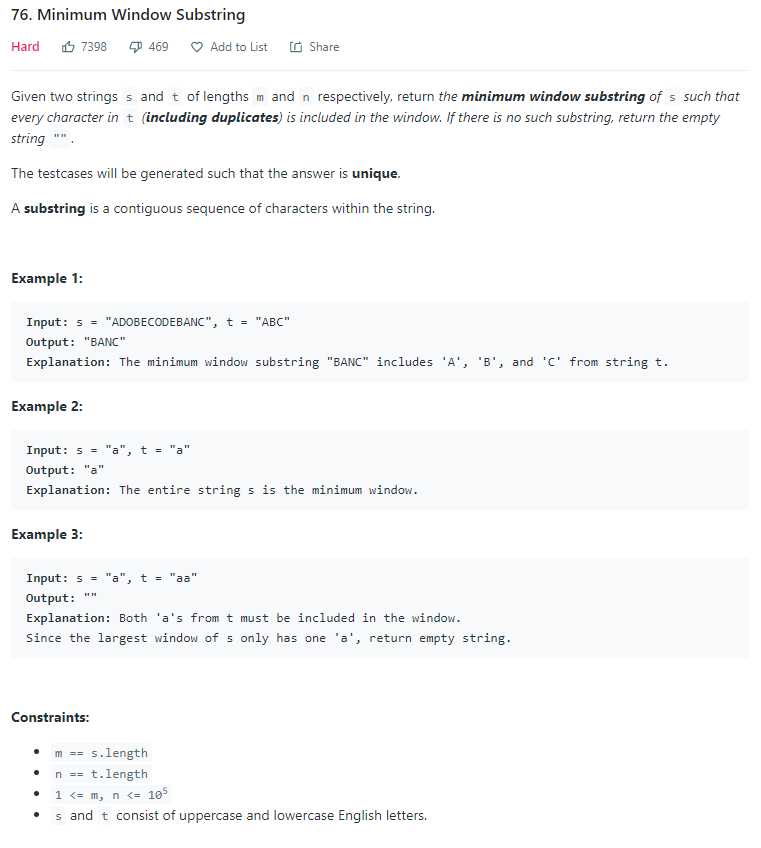 76. Minimum Window Substring
Hard 7398 469 Add to List Share
Given two strings s and t of lengths m and n respectively, return the minimum window substring of s such that
every character in t (including duplicates) is included in the window. If there is no such substring, return the empty
string "".
The testcases will be generated such that the answer is unique.
A substring is a contiguous sequence of characters within the string.
Example 1:
Input: s = "ADOBECODEBANC", t = "ABC"
Output: "BANC"
Explanation: The minimum window substring "BANC" includes 'A', 'B', and 'C' from string t.
Example 2:
Input: s = "a", t = "a"
Output: "a"
Explanation: The entire string s is the minimum window.
Example 3:
Input: s = "a", t = "aa"
Output: ""
Explanation: Both 'a's from t must be included in the window.
Since the largest window of s only has one 'a', return empty string.
Constraints:
• m == s.length
• n == t.length
• 1 <= m, n <= 10⁵
• s and t consist of uppercase and lowercase English letters.